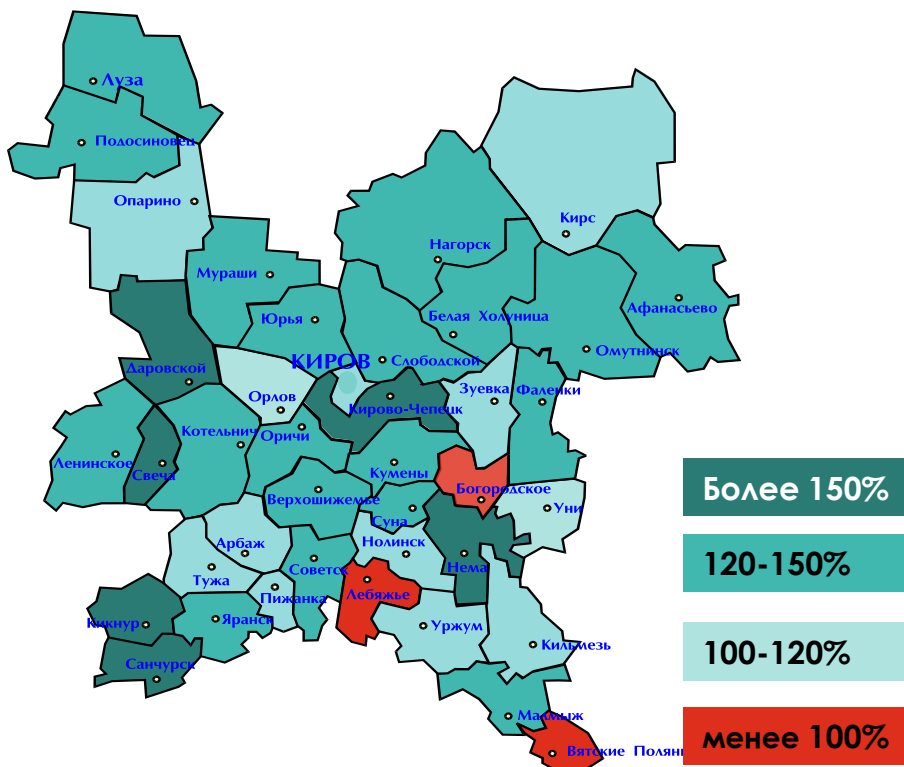 Луза
Подосиновец
Опарино
Кирс
Нагорск
Мураши
Афанасьево
Белая Холуница
Юрья
Омутнинск
КИРОВ
Слободской
Даровской
Зуевка
Фаленки
Орлов
Кирово-Чепецк
Котельнич
Оричи
Ленинское
Свеча
Кумены
Богородское
Верхошижемье
Уни
Суна
Арбаж
Нолинск
Нема
Тужа
Советск
Пижанка
Лебяжье
Кикнур
Яранск
Уржум
Кильмезь
Санчурск
Малмыж
Вятские Поляны
Более 150%
120-150%
100-120%
менее 100%